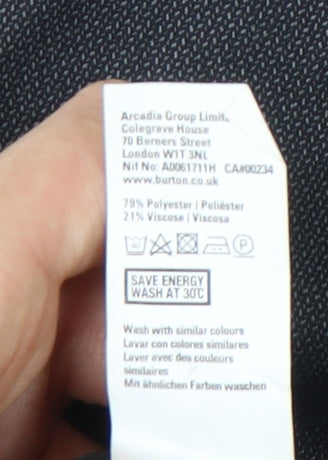 Arcadia Group Limit
Colegrave House
70 Berners Street
London W1T 3NL
Nif No: A0061711H CA#00234
www.burton.co.uk
79% Polyester / Poliéster
21% Viscose / Viscosa
40 P
SAVE ENERGY
WASH AT 30°C
Wash with similar colours
Lavar con colores similares
Laver avec des couleurs
similaires
Mit ähnlichen Farben waschen